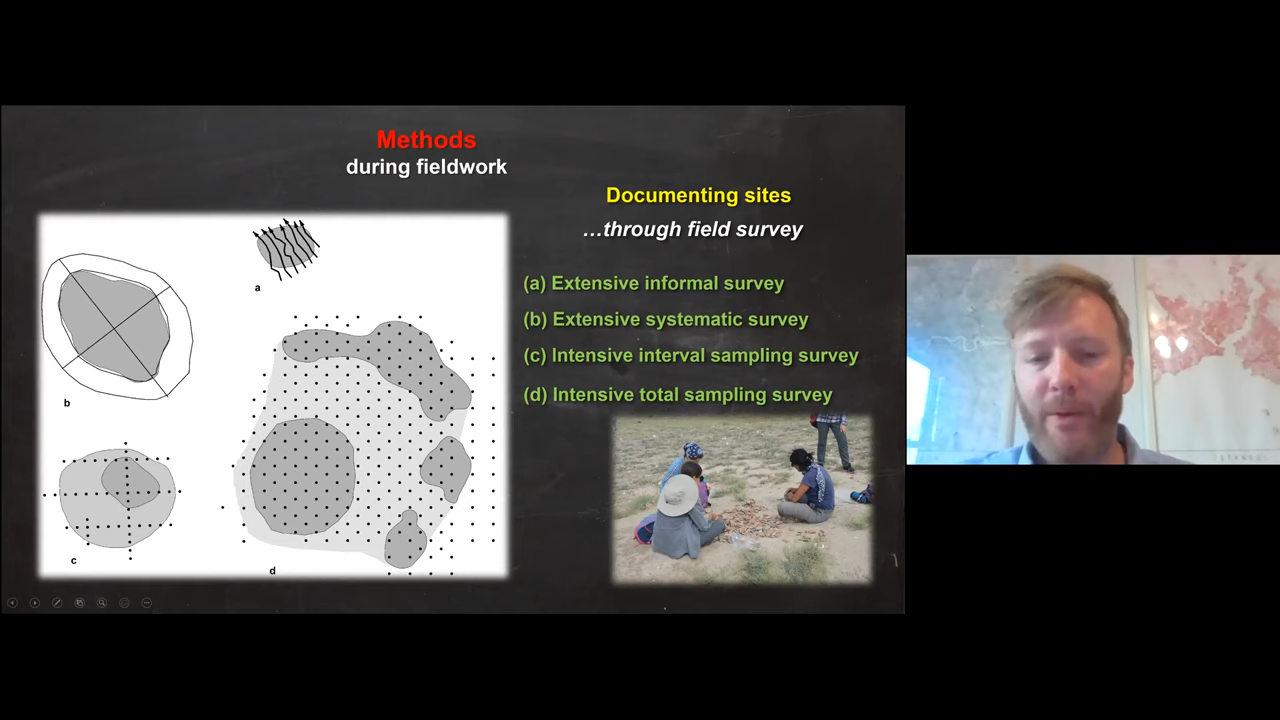 Methods
during fieldwork
Documenting sites
…through field survey
(a) Extensive informal survey
(b) Extensive systematic survey
(c) Intensive interval sampling survey
(d) Intensive total sampling survey
a
b
c
d